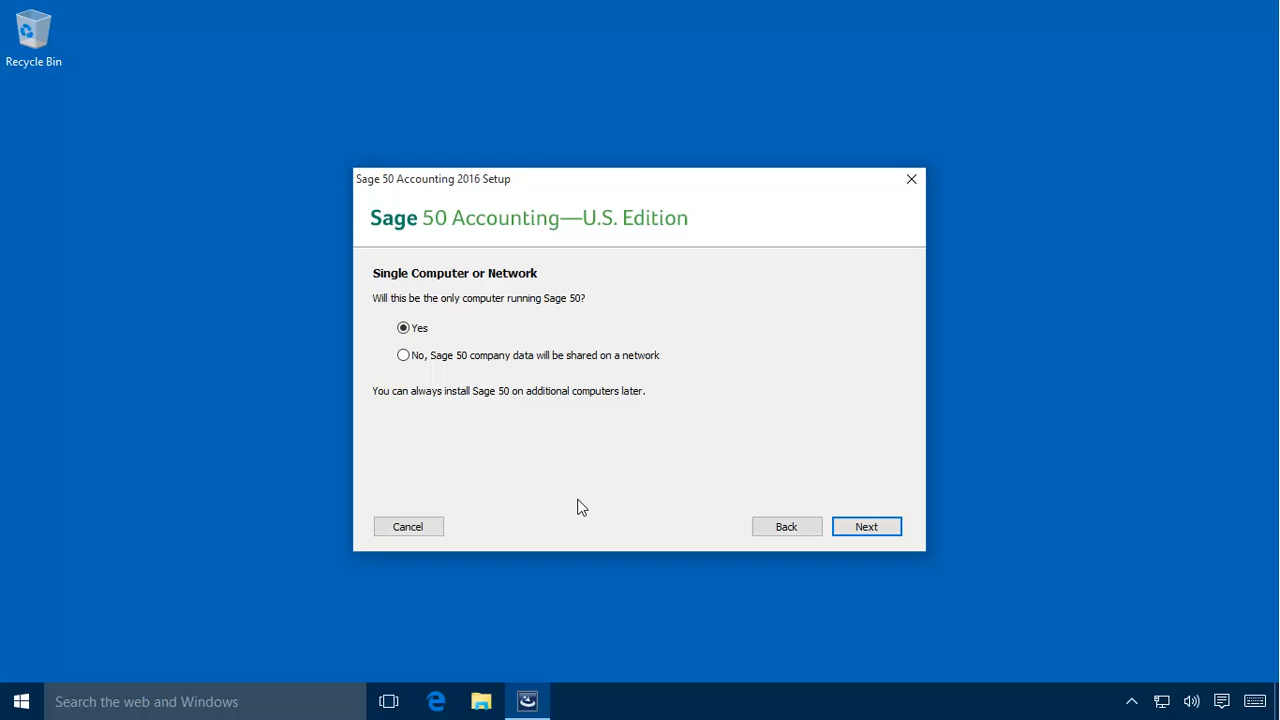 Recycle Bin
Sage 50 Accounting 2016 Setup
Sage 50 Accounting—U.S. Edition
Single Computer or Network
Will this be the only computer running Sage 50?
Yes
No, Sage 50 company data will be shared on a network
You can always install Sage 50 on additional computers later.
Cancel
Back
Next
Search the web and Windows